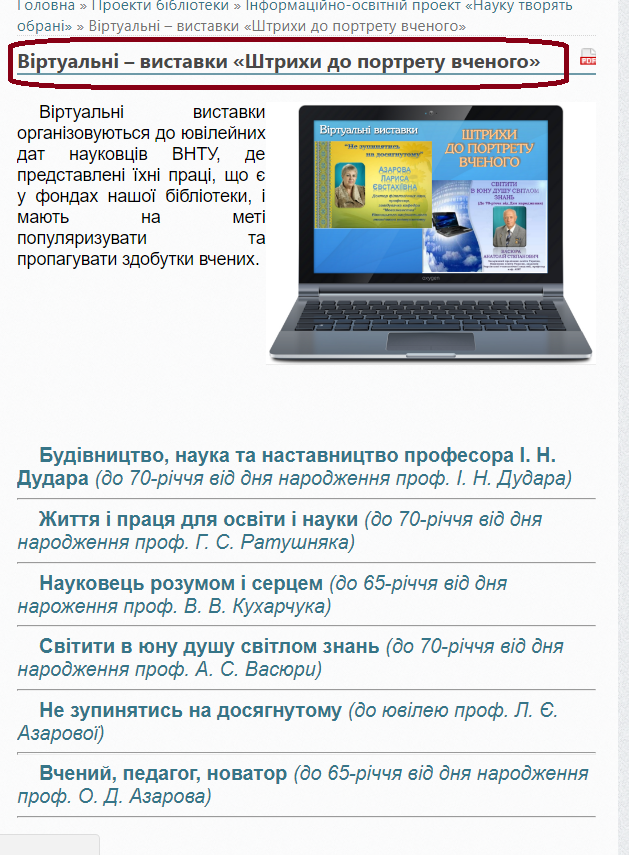 Головна » Проекти бібліотеки » Інформаційно-освітній проект «Науку творять
обрані» » Віртуальні – виставки «Штрихи до портрету вченого»
Віртуальні – виставки «Штрихи до портрету вченого»
PDF
Віртуальні виставки
організовуються до ювілейних
дат науковців ВНТУ, де
представлені їхні праці, що є
у фондах нашої бібліотеки, і
мають на меті
популяризувати та
пропагувати здобутки вчених.
Віртуальні виставки
ШТРИХИ
ДО ПОРТРЕТУ
ВЧЕНОГО
"Не зупинятись
на досягнутому"
АЗАРОВА
ЛАРИСА
ЄВСТАХІЇВНА
СВІТИТИ
В ЮНУ ДУШУ СВІТЛОМ
ЗНАНЬ
ВАСЮРА
АНАТОЛІЙ СТЕПАНОВИЧ
oxygen
Будівництво, наука та наставництво професора І. Н.
Дудара (до 70-річчя від дня народження проф. І. Н. Дудара)
Життя і праця для освіти і науки (до 70-річчя від дня
народження проф. Г. С. Ратушняка)
Науковець розумом і серцем (до 65-річчя від дня
нароження проф. В. В. Кухарчука)
Світити в юну душу світлом знань (до 70-річчя від дня
народження проф. А. С. Васюри)
Не зупинятись на досягнутому (до ювілею проф. Л. Є.
Азарової)
Вчений, педагог, новатор (до 65-річчя від дня народження
проф. О. Д. Азарова)